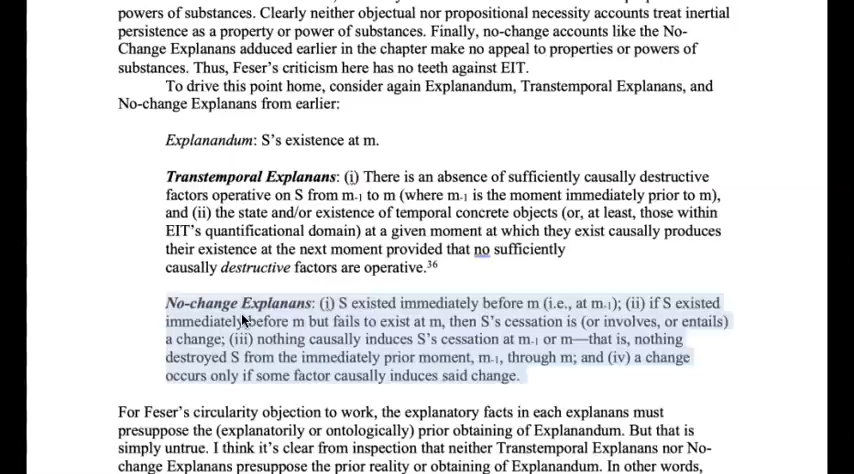 powers of substances. Clearly neither objectual nor propositional necessity accounts treat inertial
persistence as a property or power of substances. Finally, no-change accounts like the No-
Change Explanans adduced earlier in the chapter make no appeal to properties or powers of
substances. Thus, Feser's criticism here has no teeth against EIT.
To drive this point home, consider again Explanandum, Transtemporal Explanans, and
No-change Explanans from earlier:
Explanandum: S's existence at m.
Transtemporal Explanans: (i) There is an absence of sufficiently causally destructive
factors operative on S from m-1 to m (where m-1 is the moment immediately prior to m),
and (ii) the state and/or existence of temporal concrete objects (or, at least, those within
EIT's quantificational domain) at a given moment at which they exist causally produces
their existence at the next moment provided that no sufficiently
causally destructive factors are operative.36
No-change Explanans: (i) S existed immediately before m (i.e., at m-1); (ii) if S existed
immediately before m but fails to exist at m, then S's cessation is (or involves, or entails)
a change; (iii) nothing causally induces S's cessation at m-1 or m—that is, nothing
destroyed S from the immediately prior moment, m-1, through m; and (iv) a change
occurs only if some factor causally induces said change.
For Feser's circularity objection to work, the explanatory facts in each explanans must
presuppose the (explanatorily or ontologically) prior obtaining of Explanandum. But that is
simply untrue. I think it's clear from inspection that neither Transtemporal Explanans nor No-
change Explanans presuppose the prior reality or obtaining of Explanandum. In other words,